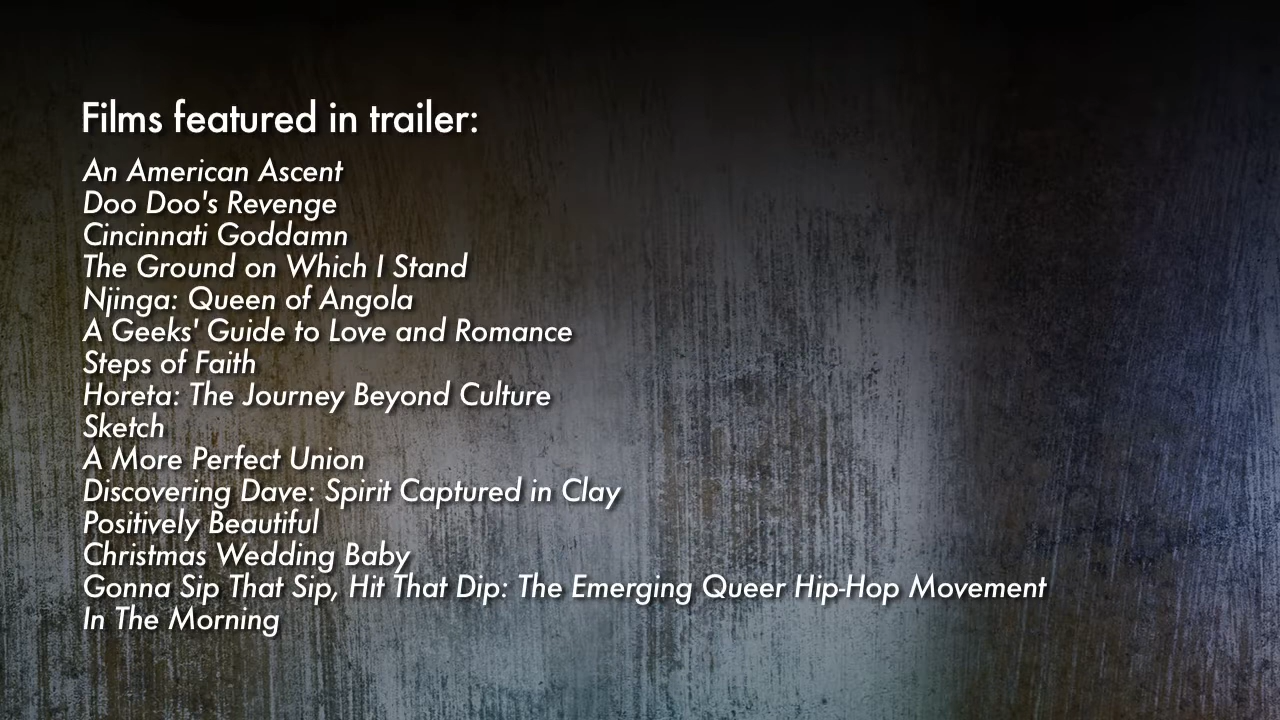 Films featured in trailer:
An American Ascent
Doo Doo's Revenge
Cincinnati Goddamn
The Ground on Which I Stand
Njinga: Queen of Angola
A Geeks' Guide to Love and Romance
Steps of Faith
Horeta: The Journey Beyond Culture
Sketch
A More Perfect Union
Discovering Dave: Spirit Captured in Clay
Positively Beautiful
Christmas Wedding Baby
Gonna Sip That Sip, Hit That Dip: The Emerging Queer Hip-Hop Movement
In The Morning